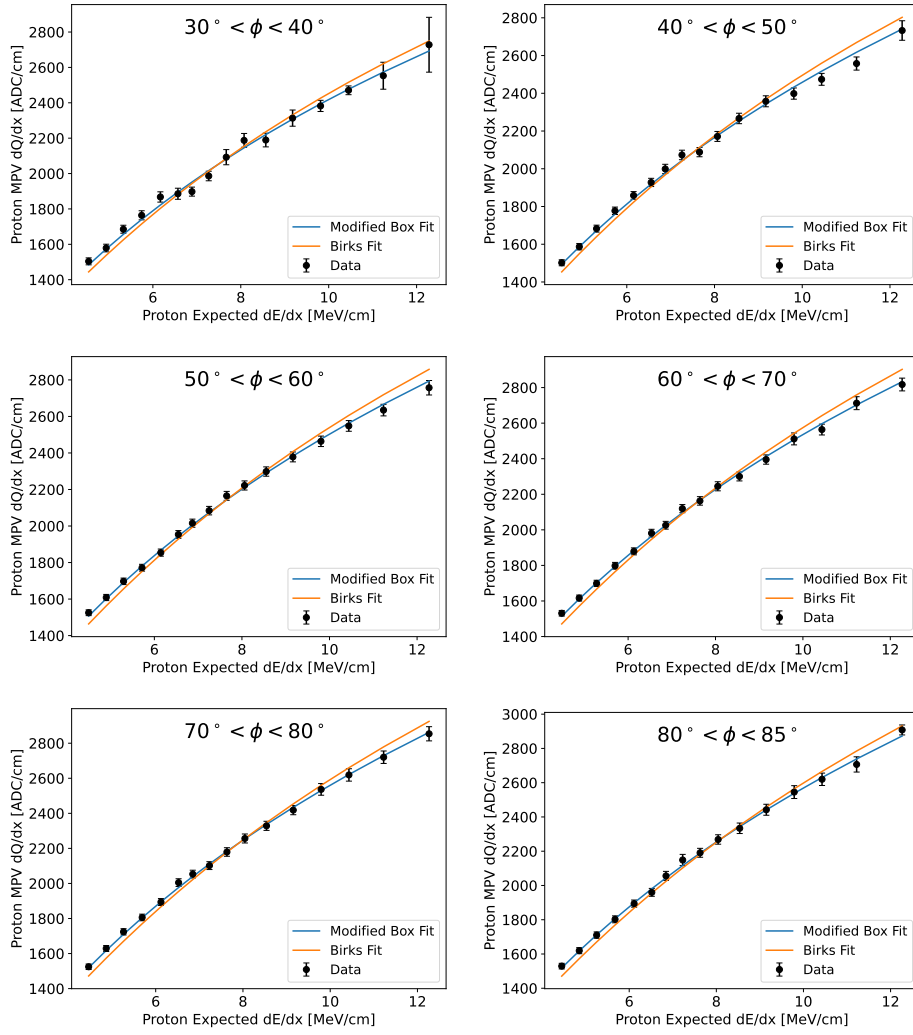 30° < ϕ < 40°
Proton MPV dQ/dx [ADC/cm]
2800
2600
2400
2200
2000
1800
1600
1400
Modified Box Fit
Birks Fit
Data
6 8 10 12
Proton Expected dE/dx [MeV/cm]
40° < ϕ < 50°
Proton MPV dQ/dx [ADC/cm]
2800
2600
2400
2200
2000
1800
1600
1400
Modified Box Fit
Birks Fit
Data
6 8 10 12
Proton Expected dE/dx [MeV/cm]
50° < ϕ < 60°
Proton MPV dQ/dx [ADC/cm]
2800
2600
2400
2200
2000
1800
1600
1400
Modified Box Fit
Birks Fit
Data
6 8 10 12
Proton Expected dE/dx [MeV/cm]
60° < ϕ < 70°
Proton MPV dQ/dx [ADC/cm]
2800
2600
2400
2200
2000
1800
1600
1400
Modified Box Fit
Birks Fit
Data
6 8 10 12
Proton Expected dE/dx [MeV/cm]
70° < ϕ < 80°
Proton MPV dQ/dx [ADC/cm]
2800
2600
2400
2200
2000
1800
1600
1400
Modified Box Fit
Birks Fit
Data
6 8 10 12
Proton Expected dE/dx [MeV/cm]
80° < ϕ < 85°
Proton MPV dQ/dx [ADC/cm]
3000
2800
2600
2400
2200
2000
1800
1600
1400
Modified Box Fit
Birks Fit
Data
6 8 10 12
Proton Expected dE/dx [MeV/cm]